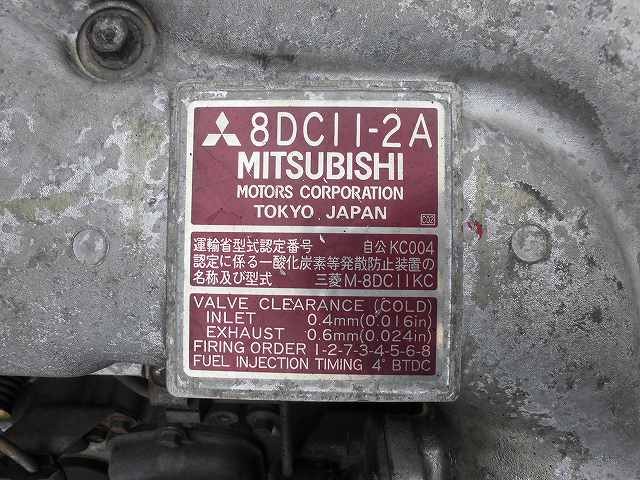 8DC11-2A
MITSUBISHI
MOTORS CORPORATION
TOKYO JAPAN
運輸省型式認定番号 自公KC004
認定に係る一酸化炭素等発散防止装置の
名称及び型式 三菱M-8DC11KC
VALVE CLEARANCE (COLD)
INLET 0.4mm(0.016in)
EXHAUST 0.6mm(0.024in)
FIRING ORDER 1-2-7-3-4-5-6-8
FUEL INJECTION TIMING 4° BTDC